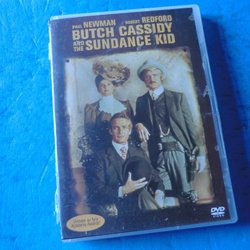 PAUL NEWMAN ROBERT REDFORD
BUTCH CASSIDY
AND THE SUNDANCE KID
DVD